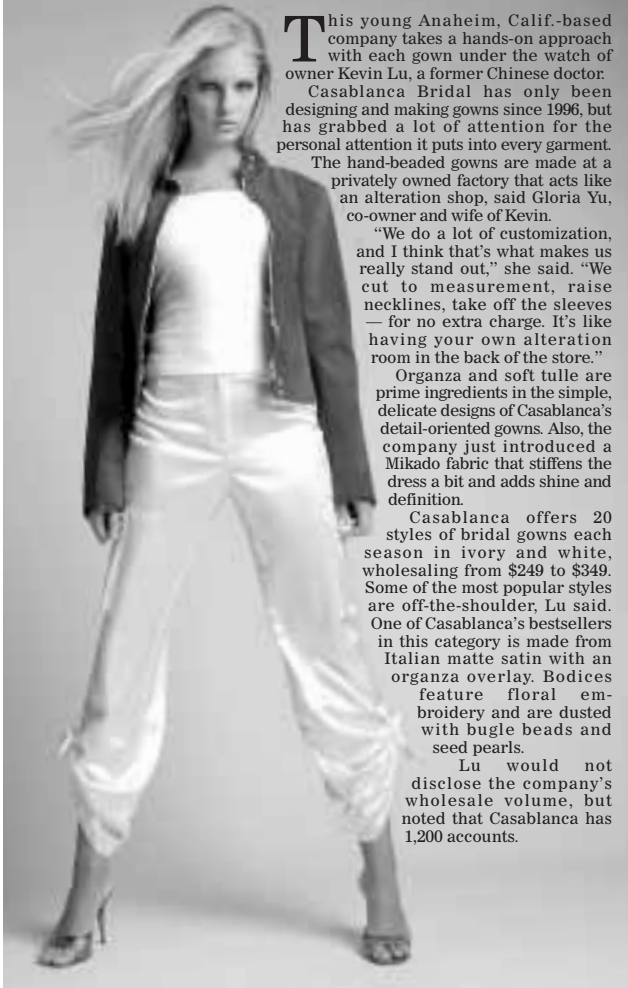 This young Anaheim, Calif.-based
company takes a hands-on approach
with each gown under the watch of
owner Kevin Lu, a former Chinese doctor.
Casablanca Bridal has only been
designing and making gowns since 1996, but
has grabbed a lot of attention for the
personal attention it puts into every garment.
The hand-beaded gowns are made at a
privately owned factory that acts like
an alteration shop, said Gloria Yu,
co-owner and wife of Kevin.
“We do a lot of customization,
and I think that’s what makes us
really stand out,” she said. “We
cut to measurement, raise
necklines, take off the sleeves
— for no extra charge. It’s like
having your own alteration
room in the back of the store.”
Organza and soft tulle are
prime ingredients in the simple,
delicate designs of Casablanca’s
detail-oriented gowns. Also, the
company just introduced a
Mikado fabric that stiffens the
dress a bit and adds shine and
definition.
Casablanca offers 20
styles of bridal gowns each
season in ivory and white,
wholesaling from $249 to $349.
Some of the most popular styles
are off-the-shoulder, Lu said.
One of Casablanca’s bestsellers
in this category is made from
Italian matte satin with an
organza overlay. Bodices
feature floral em-
broidery and are dusted
with bugle beads and
seed pearls.
Lu would not
disclose the company’s
wholesale volume, but
noted that Casablanca has
1,200 accounts.